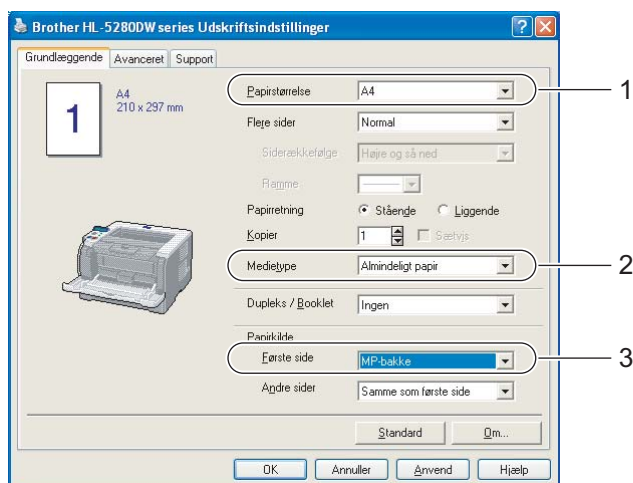 Brother HL-5280DW series Udskriftsindstillinger
Grundlæggende Avanceret Support
1
A4
210 x 297 mm
Papirstørrelse A4 1
Flere sider Normal
Siderækkefølge Højre og så ned
Ramme
Papirretning Stående Liggende
Kopier 1 Sætvis
Medietype Almindeligt papir 2
Dupleks / Booklet Ingen
Papirkilde
Første side MP-bakke 3
Andre sider Samme som første side
Standard Om...
OK Annuller Anvend Hjælp